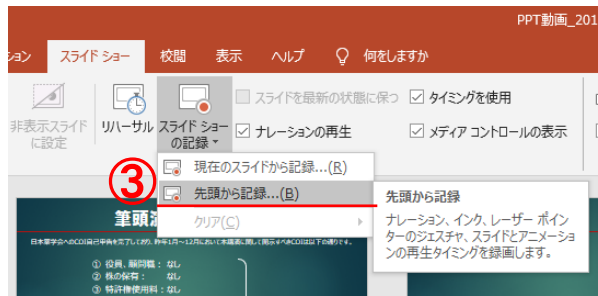 PPT動画_201
ション スライド ショー 校閲 表示 ヘルプ 何をしますか
非表示スライド
に設定
リハーサル
スライド ショー
の記録
スライドを最新の状態に保つ
ナレーションの再生
タイミングを使用
メディア コントロールの表示
③
現在のスライドから記録...(R)
先頭から記録...(B)
クリア(C)
先頭から記録
ナレーション、インク、レーザー ポイン
ターのジェスチャ、スライドとアニメーショ
ンの再生タイミングを録画します。
筆頭演
① 役員、顧問職：なし
② 株の保有： なし
③ 特許権使用料：なし